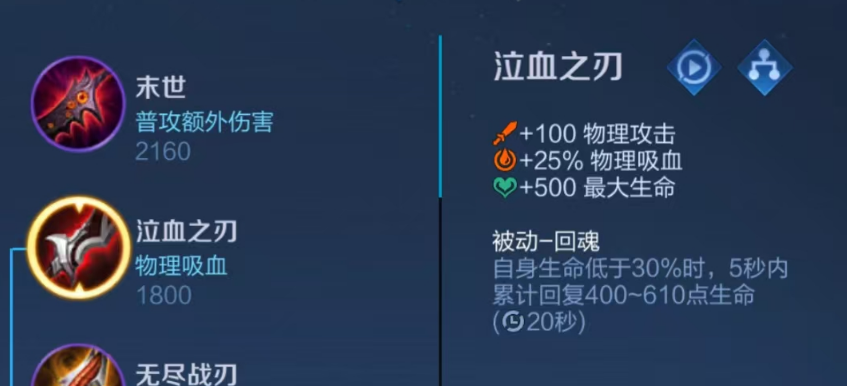 末世
普攻额外伤害
2160
泣血之刃
物理吸血
1800
无尽战刃
泣血之刃
+100 物理攻击
+25% 物理吸血
+500 最大生命
被动–回魂
自身生命低于30%时，5秒内
累计回复400~610点生命
(20秒)